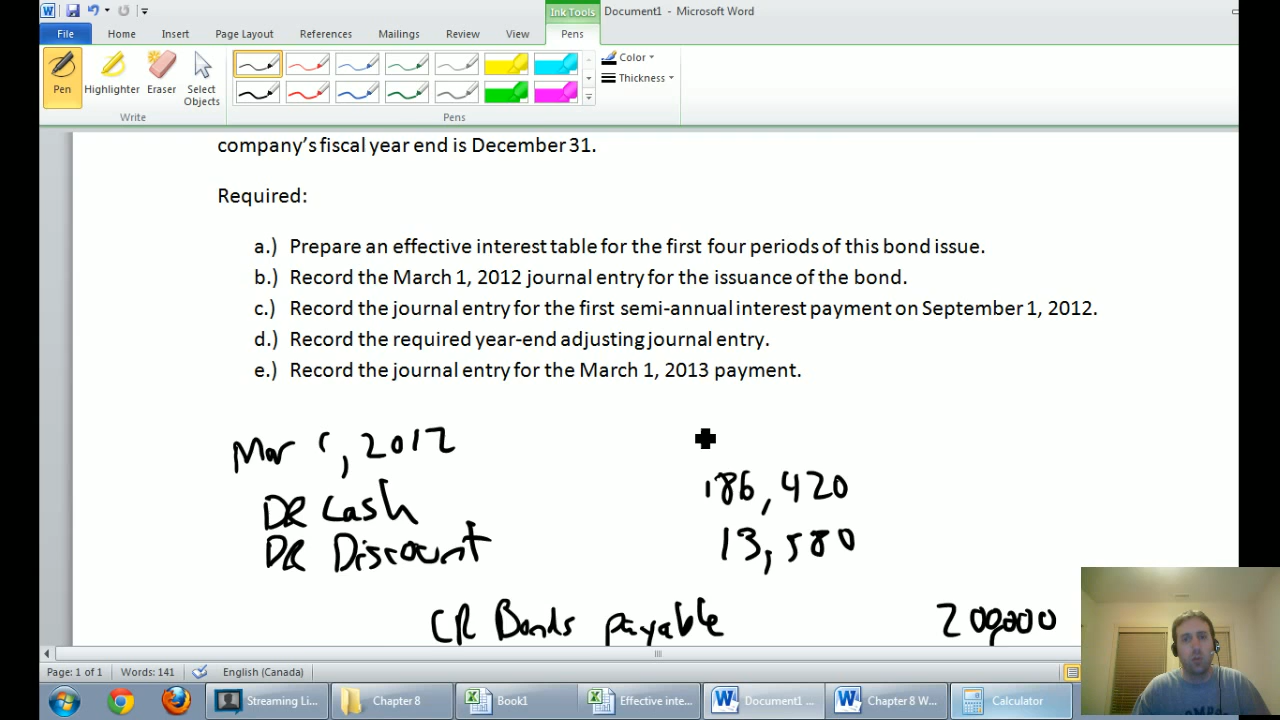 Ink Tools
Document1 - Microsoft Word
File Home Insert Page Layout References Mailings Review View Pens
Pen Highlighter Eraser Select Objects
Color
Thickness
Write Pens
company's fiscal year end is December 31.
Required:
a.) Prepare an effective interest table for the first four periods of this bond issue.
b.) Record the March 1, 2012 journal entry for the issuance of the bond.
c.) Record the journal entry for the first semi-annual interest payment on September 1, 2012.
d.) Record the required year-end adjusting journal entry.
e.) Record the journal entry for the March 1, 2013 payment.
Mar 1, 2012
DR Cash 186,420
DR Discount 13,580
CR Bonds payable 200,000
Page: 1 of 1 Words: 141 English (Canada)
Streaming Li... Chapter 8 Book1 Effective inte... Document1 ... Chapter 8 W... Calculator